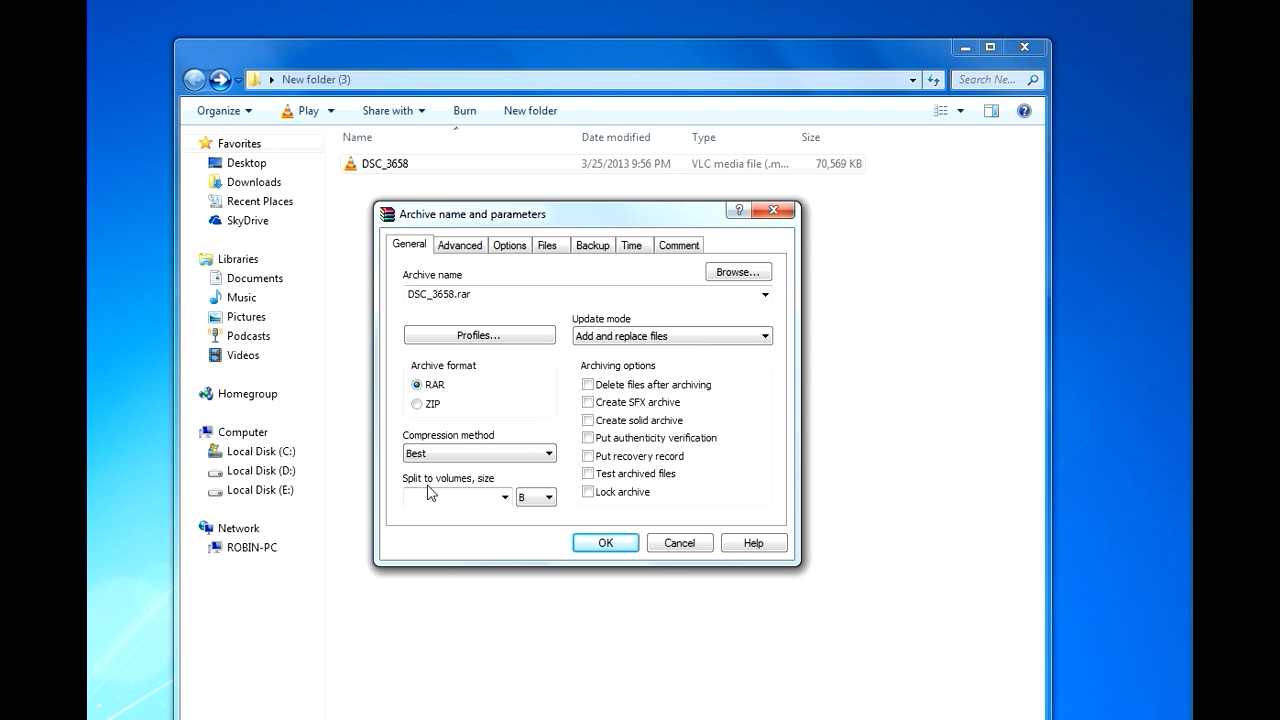 New folder (3)
Search Ne...
Organize
Play
Share with
Burn
New folder
Name
Date modified
Type
Size
Favorites
DSC_3658
3/25/2013 9:56 PM
VLC media file (.m...
70,569 KB
Desktop
Downloads
Recent Places
SkyDrive
Libraries
Documents
Music
Pictures
Podcasts
Videos
Homegroup
Computer
Local Disk (C:)
Local Disk (D:)
Local Disk (E:)
Network
ROBIN-PC
Archive name and parameters
?
General
Advanced
Options
Files
Backup
Time
Comment
Archive name
Browse...
DSC_3658.rar
Update mode
Profiles...
Add and replace files
Archive format
RAR
ZIP
Archiving options
Delete files after archiving
Create SFX archive
Create solid archive
Put authenticity verification
Put recovery record
Test archived files
Lock archive
Compression method
Best
Split to volumes, size
B
OK
Cancel
Help